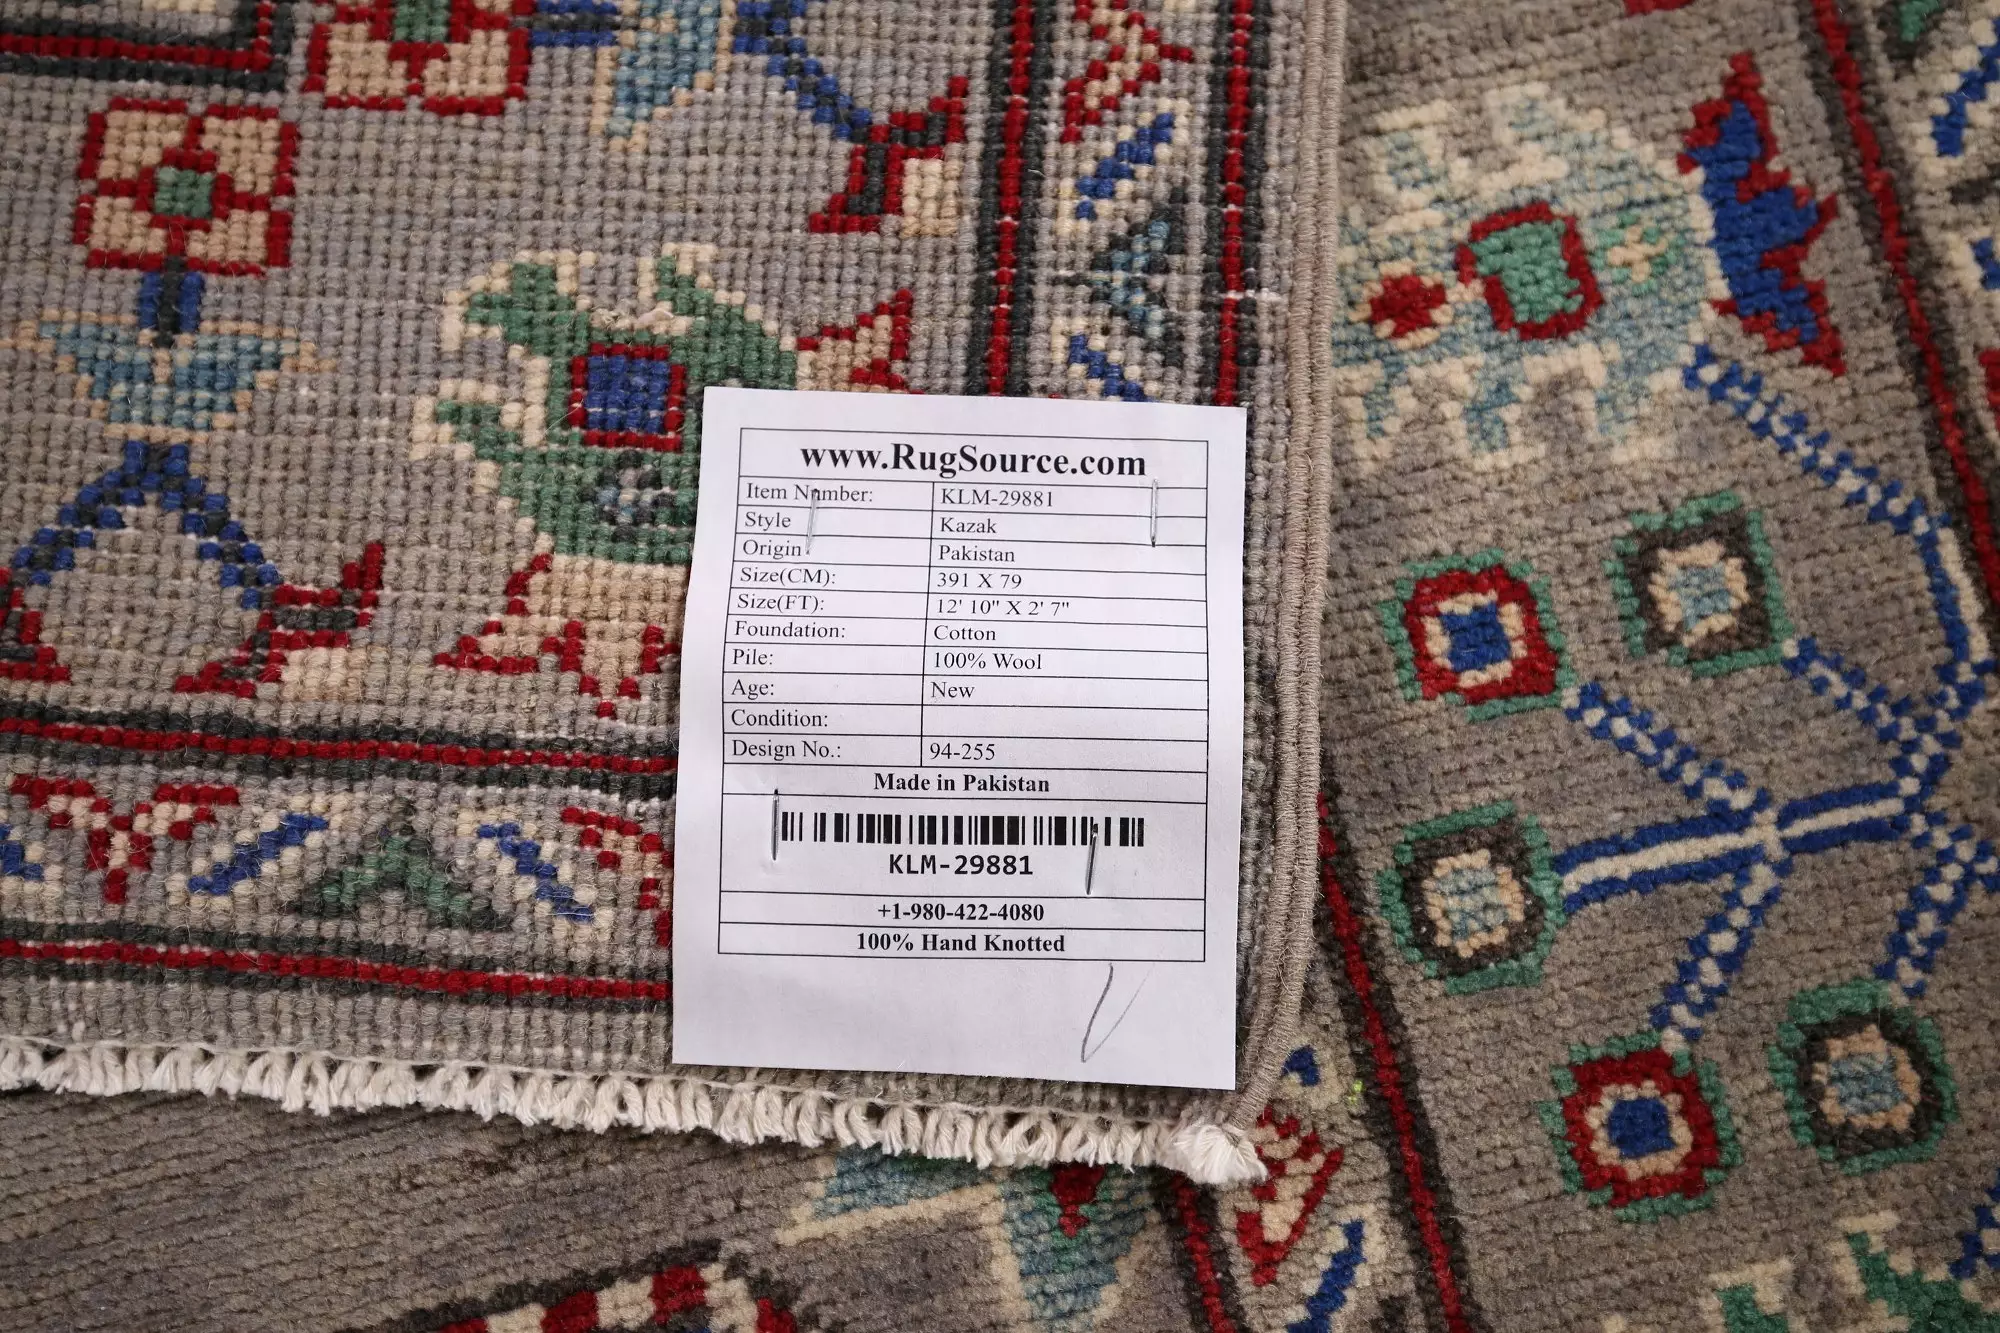 www.RugSource.com
Item Number: KLM-29881
Style Kazak
Origin Pakistan
Size(CM): 391 X 79
Size(FT): 12' 10" X 2' 7"
Foundation: Cotton
Pile: 100% Wool
Age: New
Condition:
Design No.: 94-255
Made in Pakistan
KLM-29881
+1-980-422-4080
100% Hand Knotted